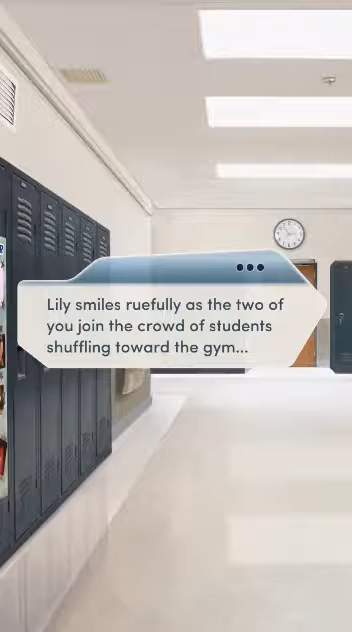 Lily smiles ruefully as the two of
you join the crowd of students
shuffling toward the gym...